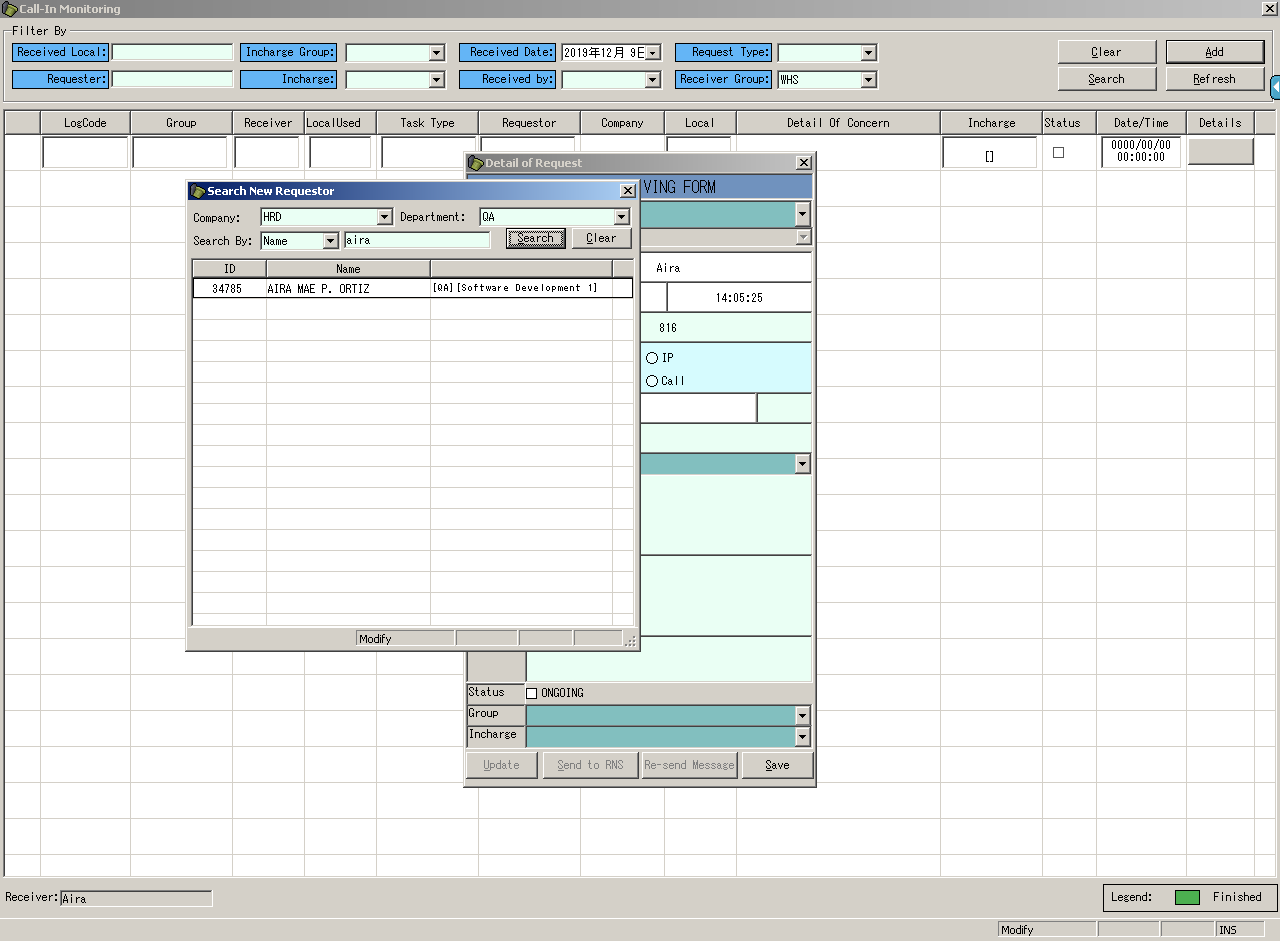 Call-In Monitoring
Filter By
Received Local: Incharge Group: Received Date: 2019年12月 9日 Request Type: Clear Add
Requester: Incharge: Received by: Receiver Group: WHS Search Refresh
LogCode Group Receiver LocalUsed Task Type Requestor Company Local Detail Of Concern Incharge Status Date/Time Details
[] 0000/00/00
00:00:00
Detail of Request
VING FORM
Aira
14:05:25
816
IP
Call
Status ONGOING
Group
Incharge
Update Send to RNS Re-send Message Save
Search New Requestor
Company: HRD Department: QA
Search By: Name aira Search Clear
ID Name
34785 AIRA MAE P. ORTIZ [QA][Software Development 1]
Modify
Receiver: Aira
Legend: Finished
Modify INS